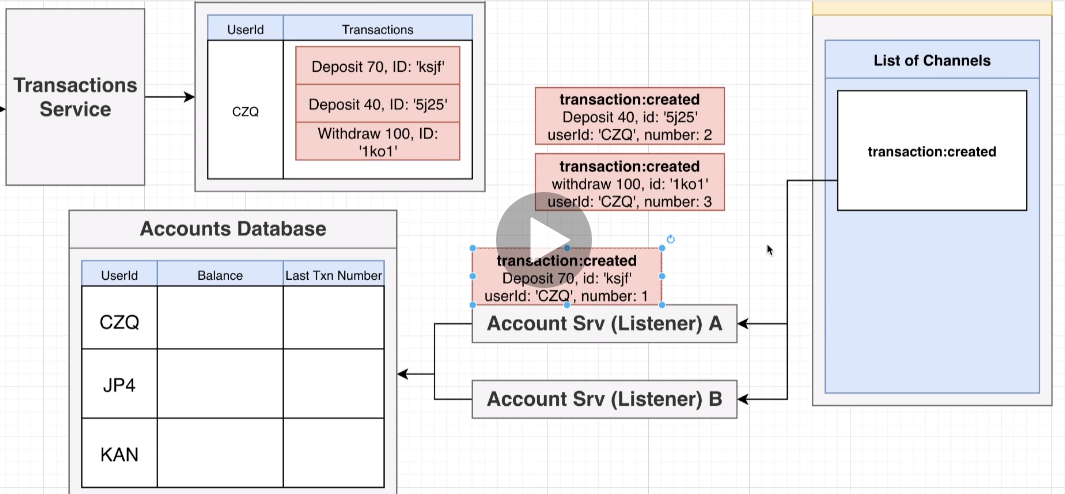 Transactions
Service
UserId
Transactions
CZQ
Deposit 70, ID: 'ksjf'
Deposit 40, ID: '5j25'
Withdraw 100, ID:
'1ko1'
transaction:created
Deposit 40, id: '5j25'
userId: 'CZQ', number: 2
transaction:created
withdraw 100, id: '1ko1'
userId: 'CZQ', number: 3
List of Channels
transaction:created
Accounts Database
UserId
Balance
Last Txn Number
CZQ
JP4
KAN
transaction:created
Deposit 70, id: 'ksjf'
userId: 'CZQ', number: 1
Account Srv (Listener) A
Account Srv (Listener) B